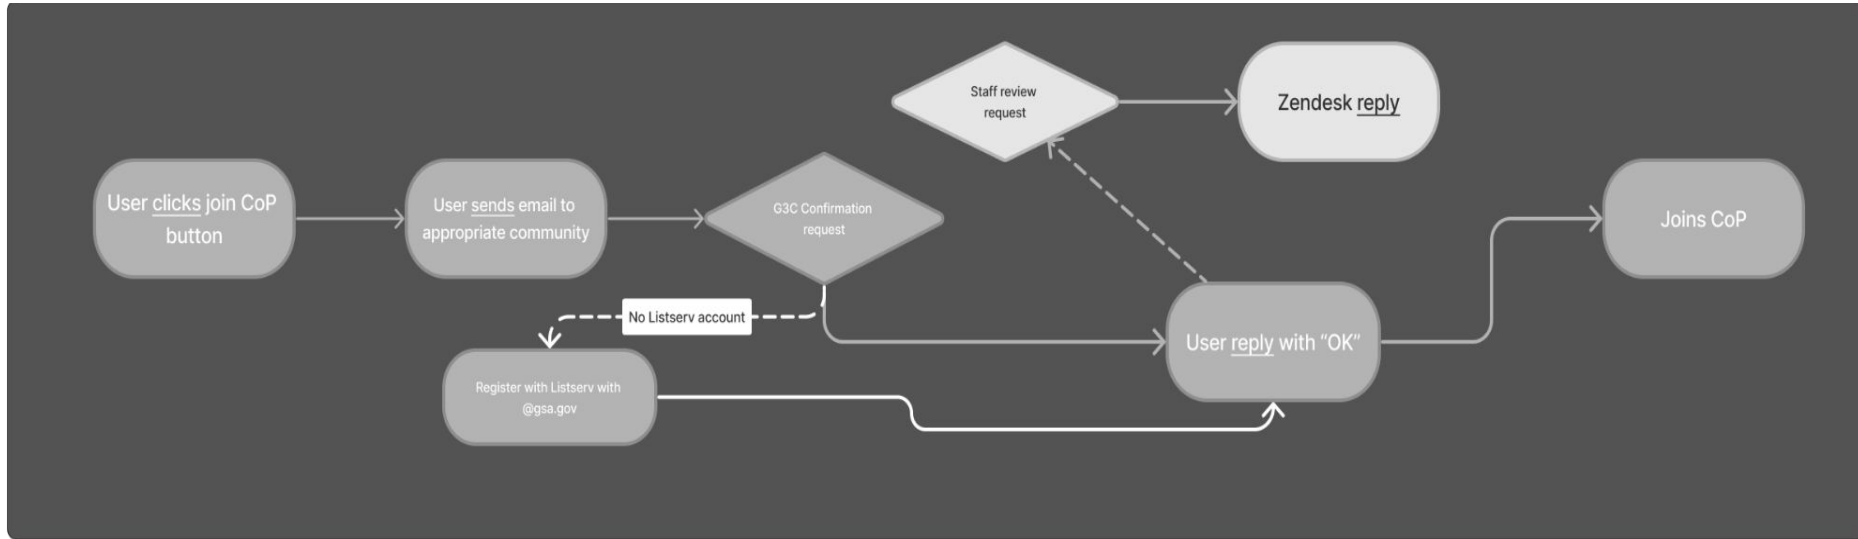 User clicks join CoP
button
User sends email to
appropriate community
G3C Confirmation
request
Staff review
request
Zendesk reply
No Listserv account
Register with Listserv with
@gsa.gov
User reply with “OK”
Joins CoP